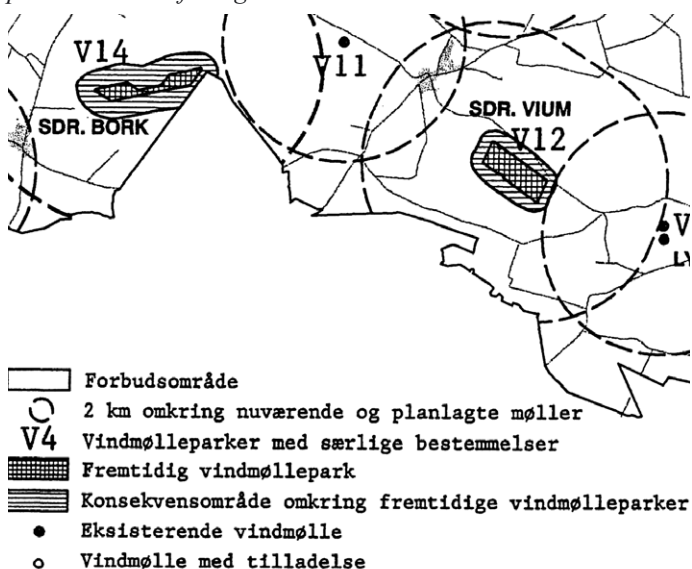 V14
V11
SDR. BORK
SDR. VIUM
V12
V
Forbudsområde
2 km omkring nuværende og planlagte møller
V4 Vindmølleparker med særlige bestemmelser
Fremtidig vindmøllepark
Konsekvensområde omkring fremtidige vindmølleparker
Eksisterende vindmølle
Vindmølle med tilladelse